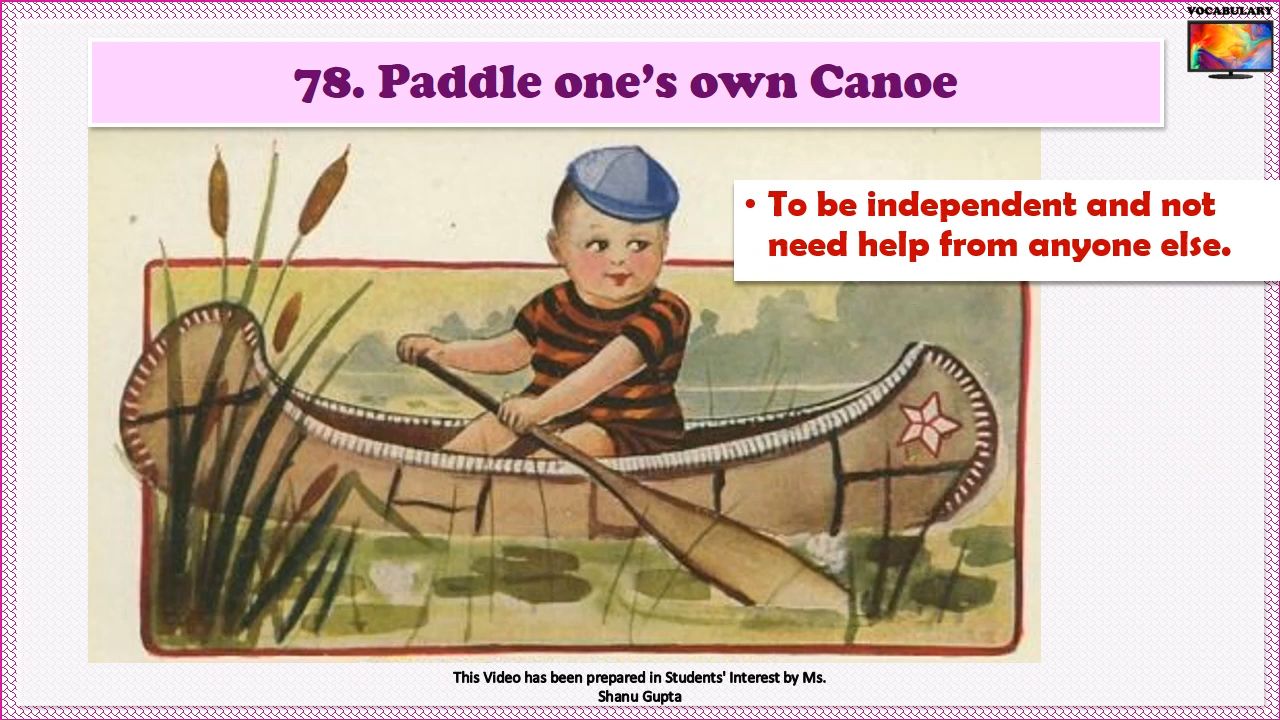 VOCABULARY
78. Paddle one’s own Canoe
• To be independent and not
need help from anyone else.
This Video has been prepared in Students' Interest by Ms.
Shanu Gupta